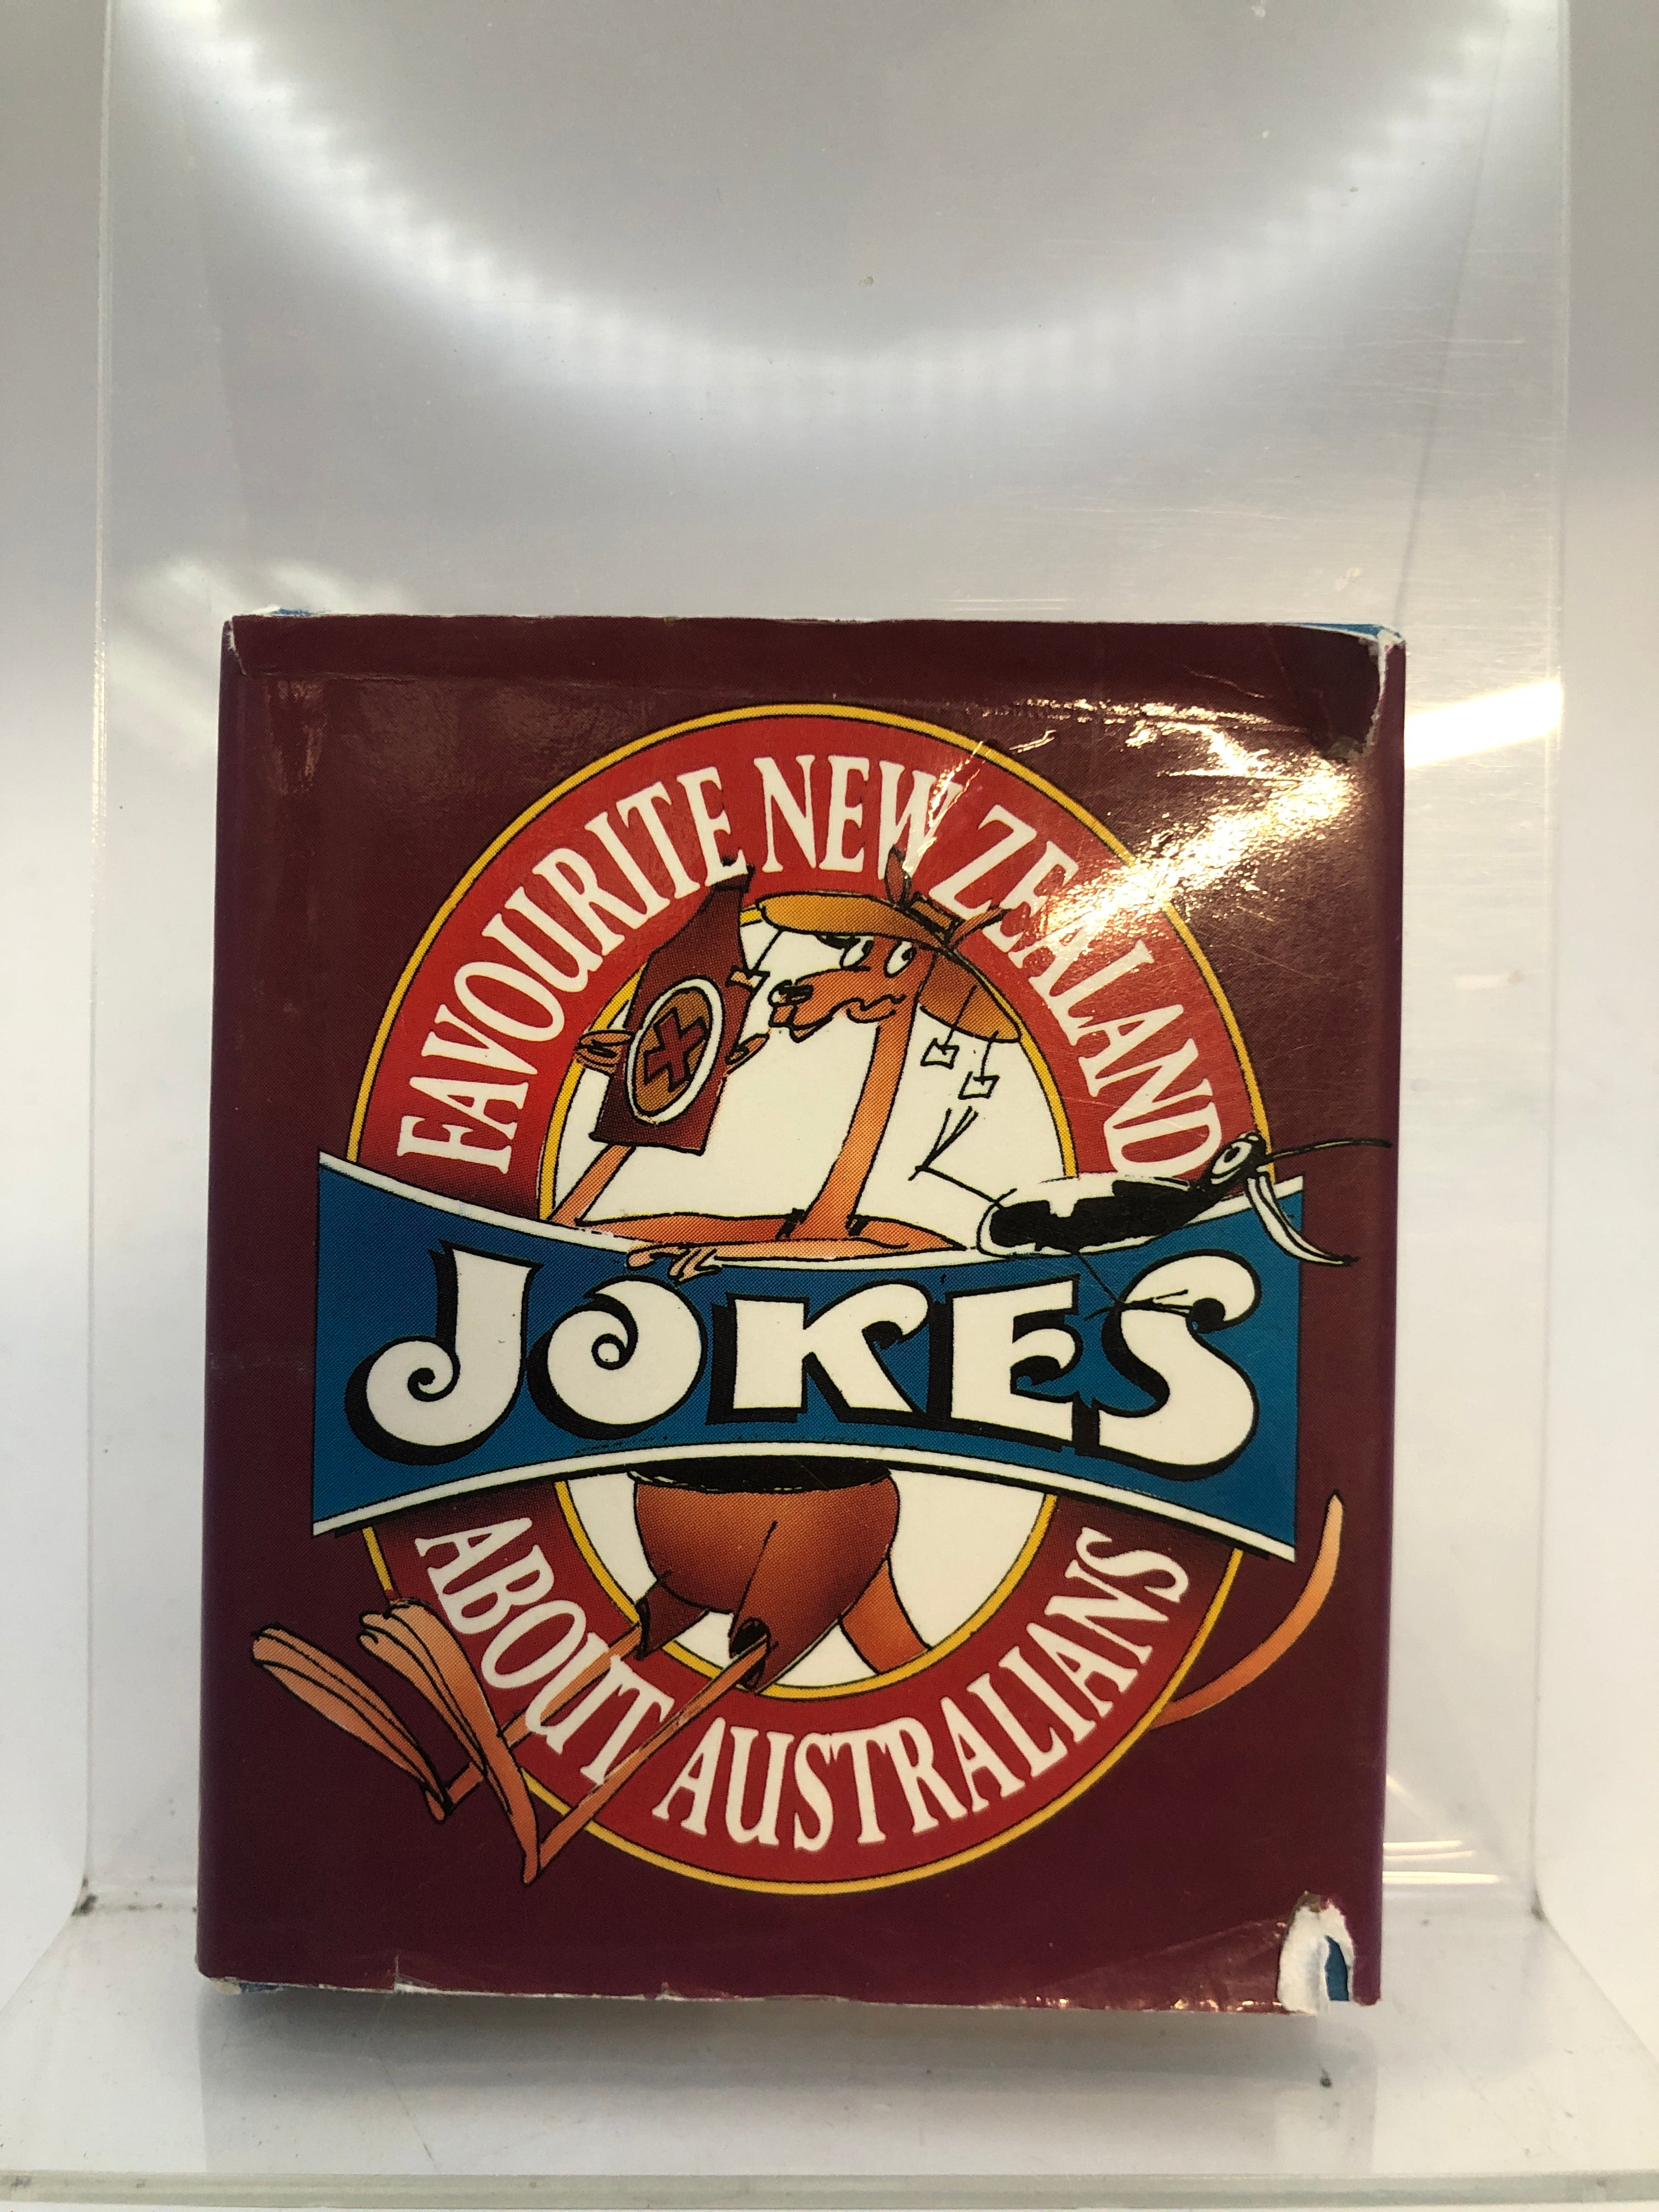 FAVOURITE NEW ZEALAND
X
JOKES
ABOUT AUSTRALIANS